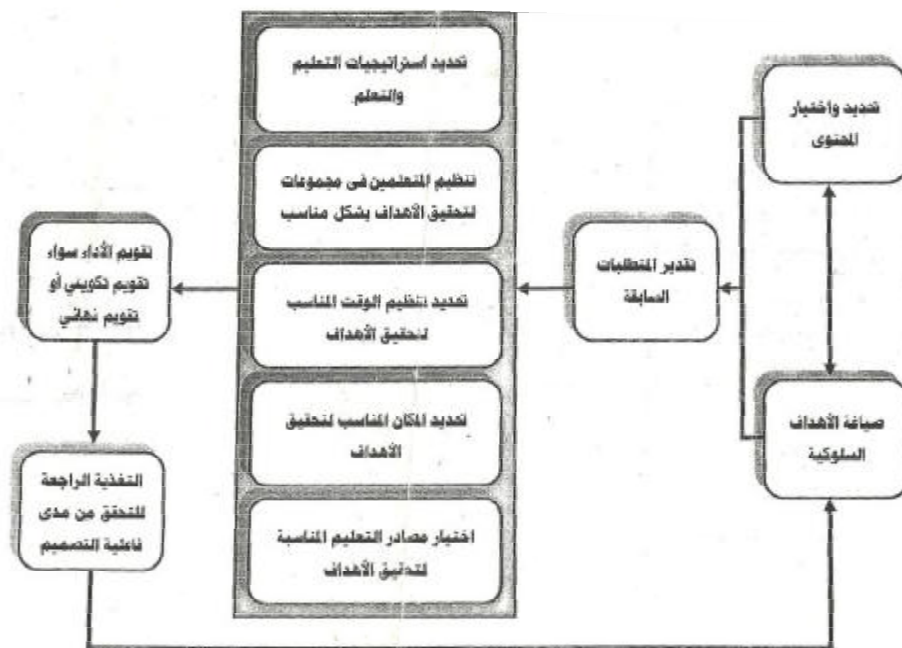 تحديد واختيار
المحتوى
صياغة الأهداف
السلوكية
تقدير المتطلبات
السابقة
تحديد استراتيجيات التعليم
والتعلم
تنظيم المتعلمين فى مجموعات
لتحقيق الأهداف بشكل مناسب
تحديد تنظيم الوقت المناسب
لتحقيق الأهداف
تحديد المكان المناسب لتحقيق
الأهداف
اختيار مصادر التعليم المناسبة
لتحقيق الأهداف
تقويم الأداء سواء
تقويم تكويني أو
تقويم نهائي
التغذية الراجعة
للتحقق من مدى
فاعلية التصميم